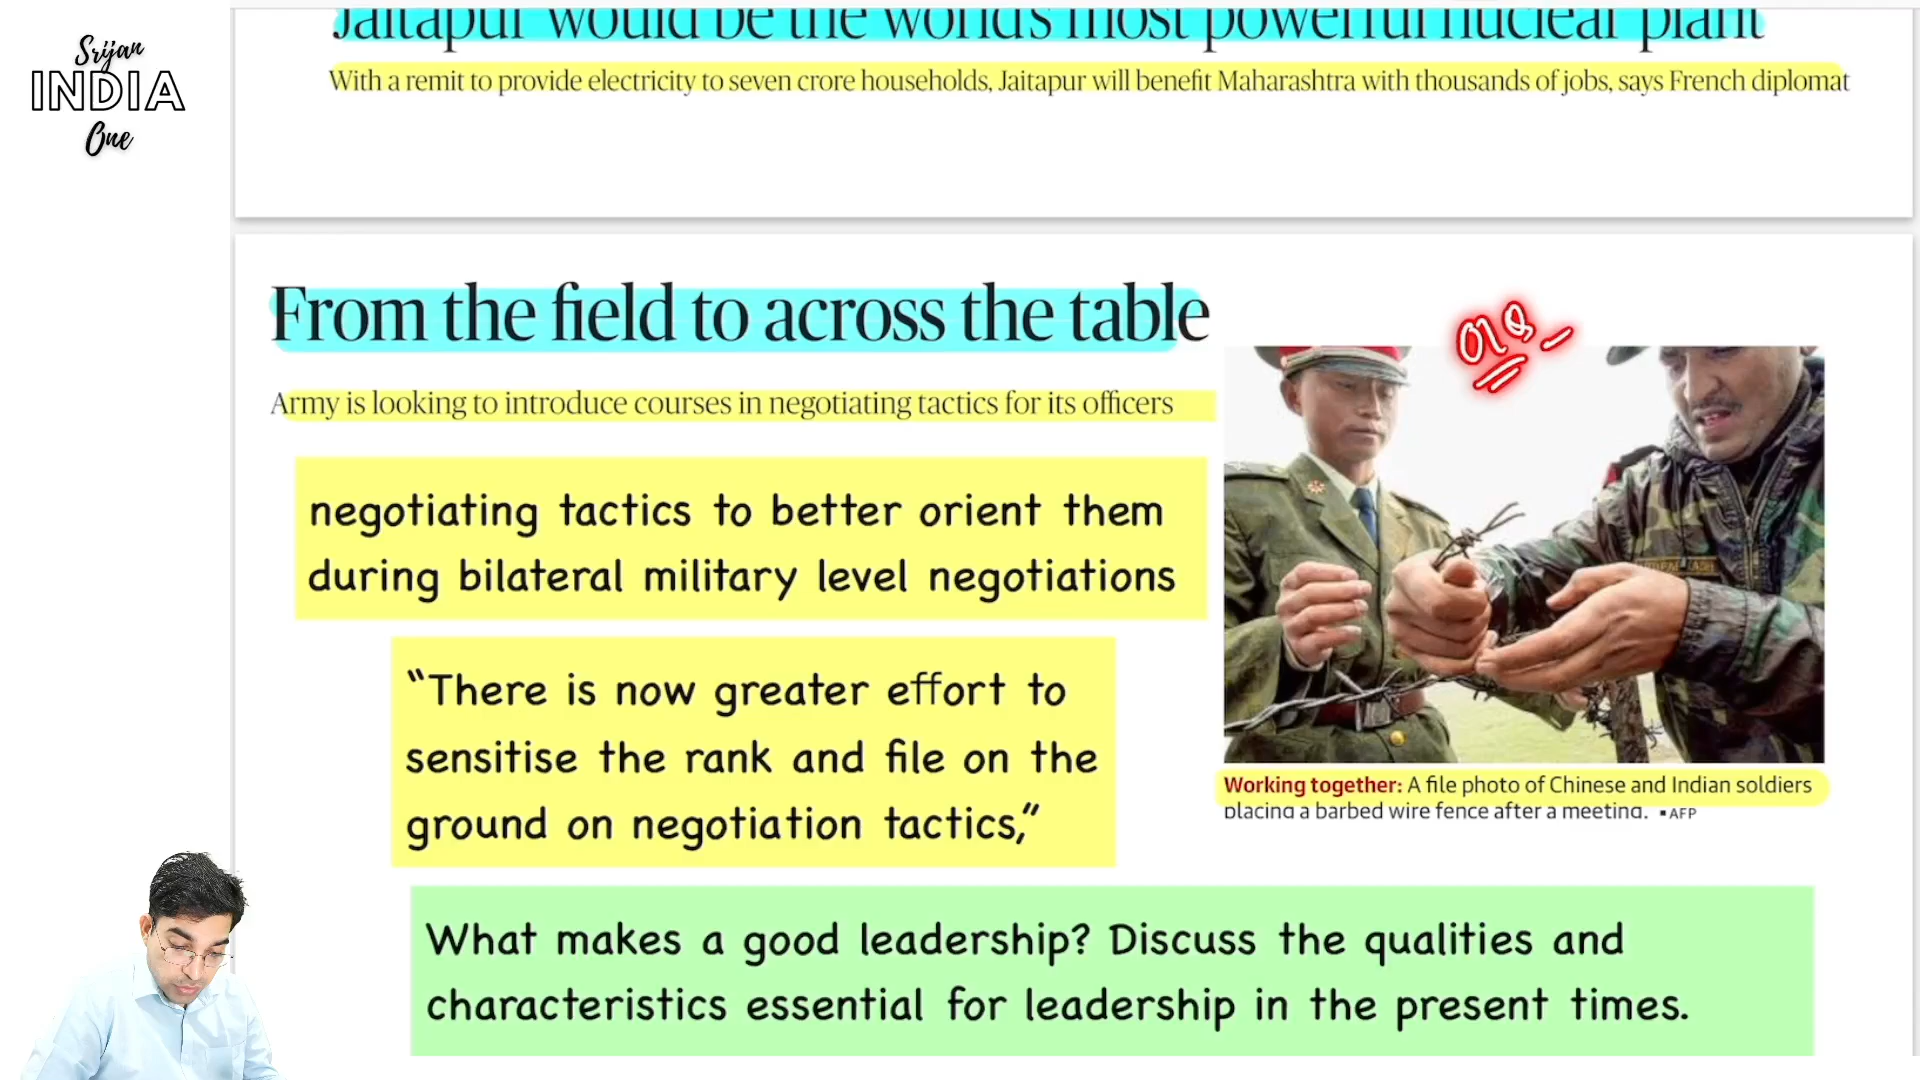 Srijan
INDIA
One
Jaitapur would be the world's most powerful nuclear plant
With a remit to provide electricity to seven crore households, Jaitapur will benefit Maharashtra with thousands of jobs, says French diplomat
From the field to across the table
Army is looking to introduce courses in negotiating tactics for its officers
negotiating tactics to better orient them
during bilateral military level negotiations
“There is now greater effort to
sensitise the rank and file on the
ground on negotiation tactics,”
Working together: A file photo of Chinese and Indian soldiers
placing a barbed wire fence after a meeting. ▪AFP
What makes a good leadership? Discuss the qualities and
characteristics essential for leadership in the present times.